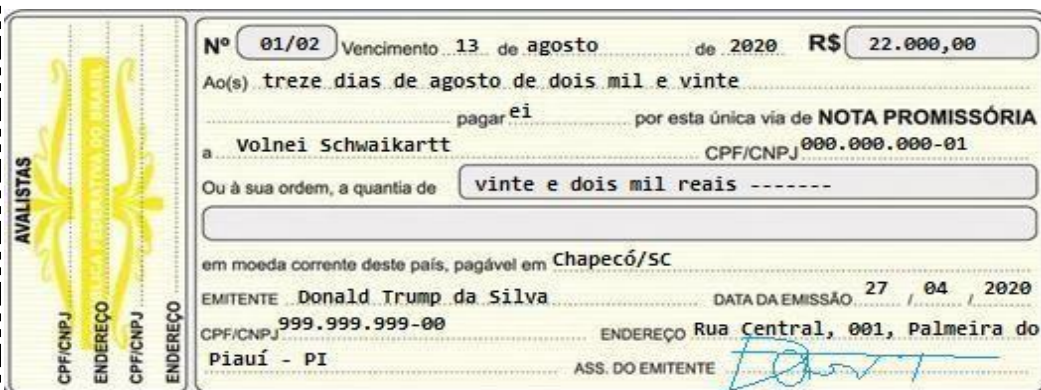 Nº 01/02 Vencimento 13 de agosto de 2020 R$ 22.000,00
Ao(s) treze dias de agosto de dois mil e vinte
pagar ei por esta única via de NOTA PROMISSÓRIA
a Volnei Schwaikartt CPF/CNPJ 000.000.000-01
Ou à sua ordem, a quantia de vinte e dois mil reais -------
em moeda corrente deste país, pagável em Chapecó/SC
EMITENTE Donald Trump da Silva DATA DA EMISSÃO 27 / 04 / 2020
CPF/CNPJ 999.999.999-00 ENDEREÇO Rua Central, 001, Palmeira do
Piauí - PI ASS. DO EMITENTE
AVALISTAS
CPF/CNPJ
ENDEREÇO
CPF/CNPJ
ENDEREÇO